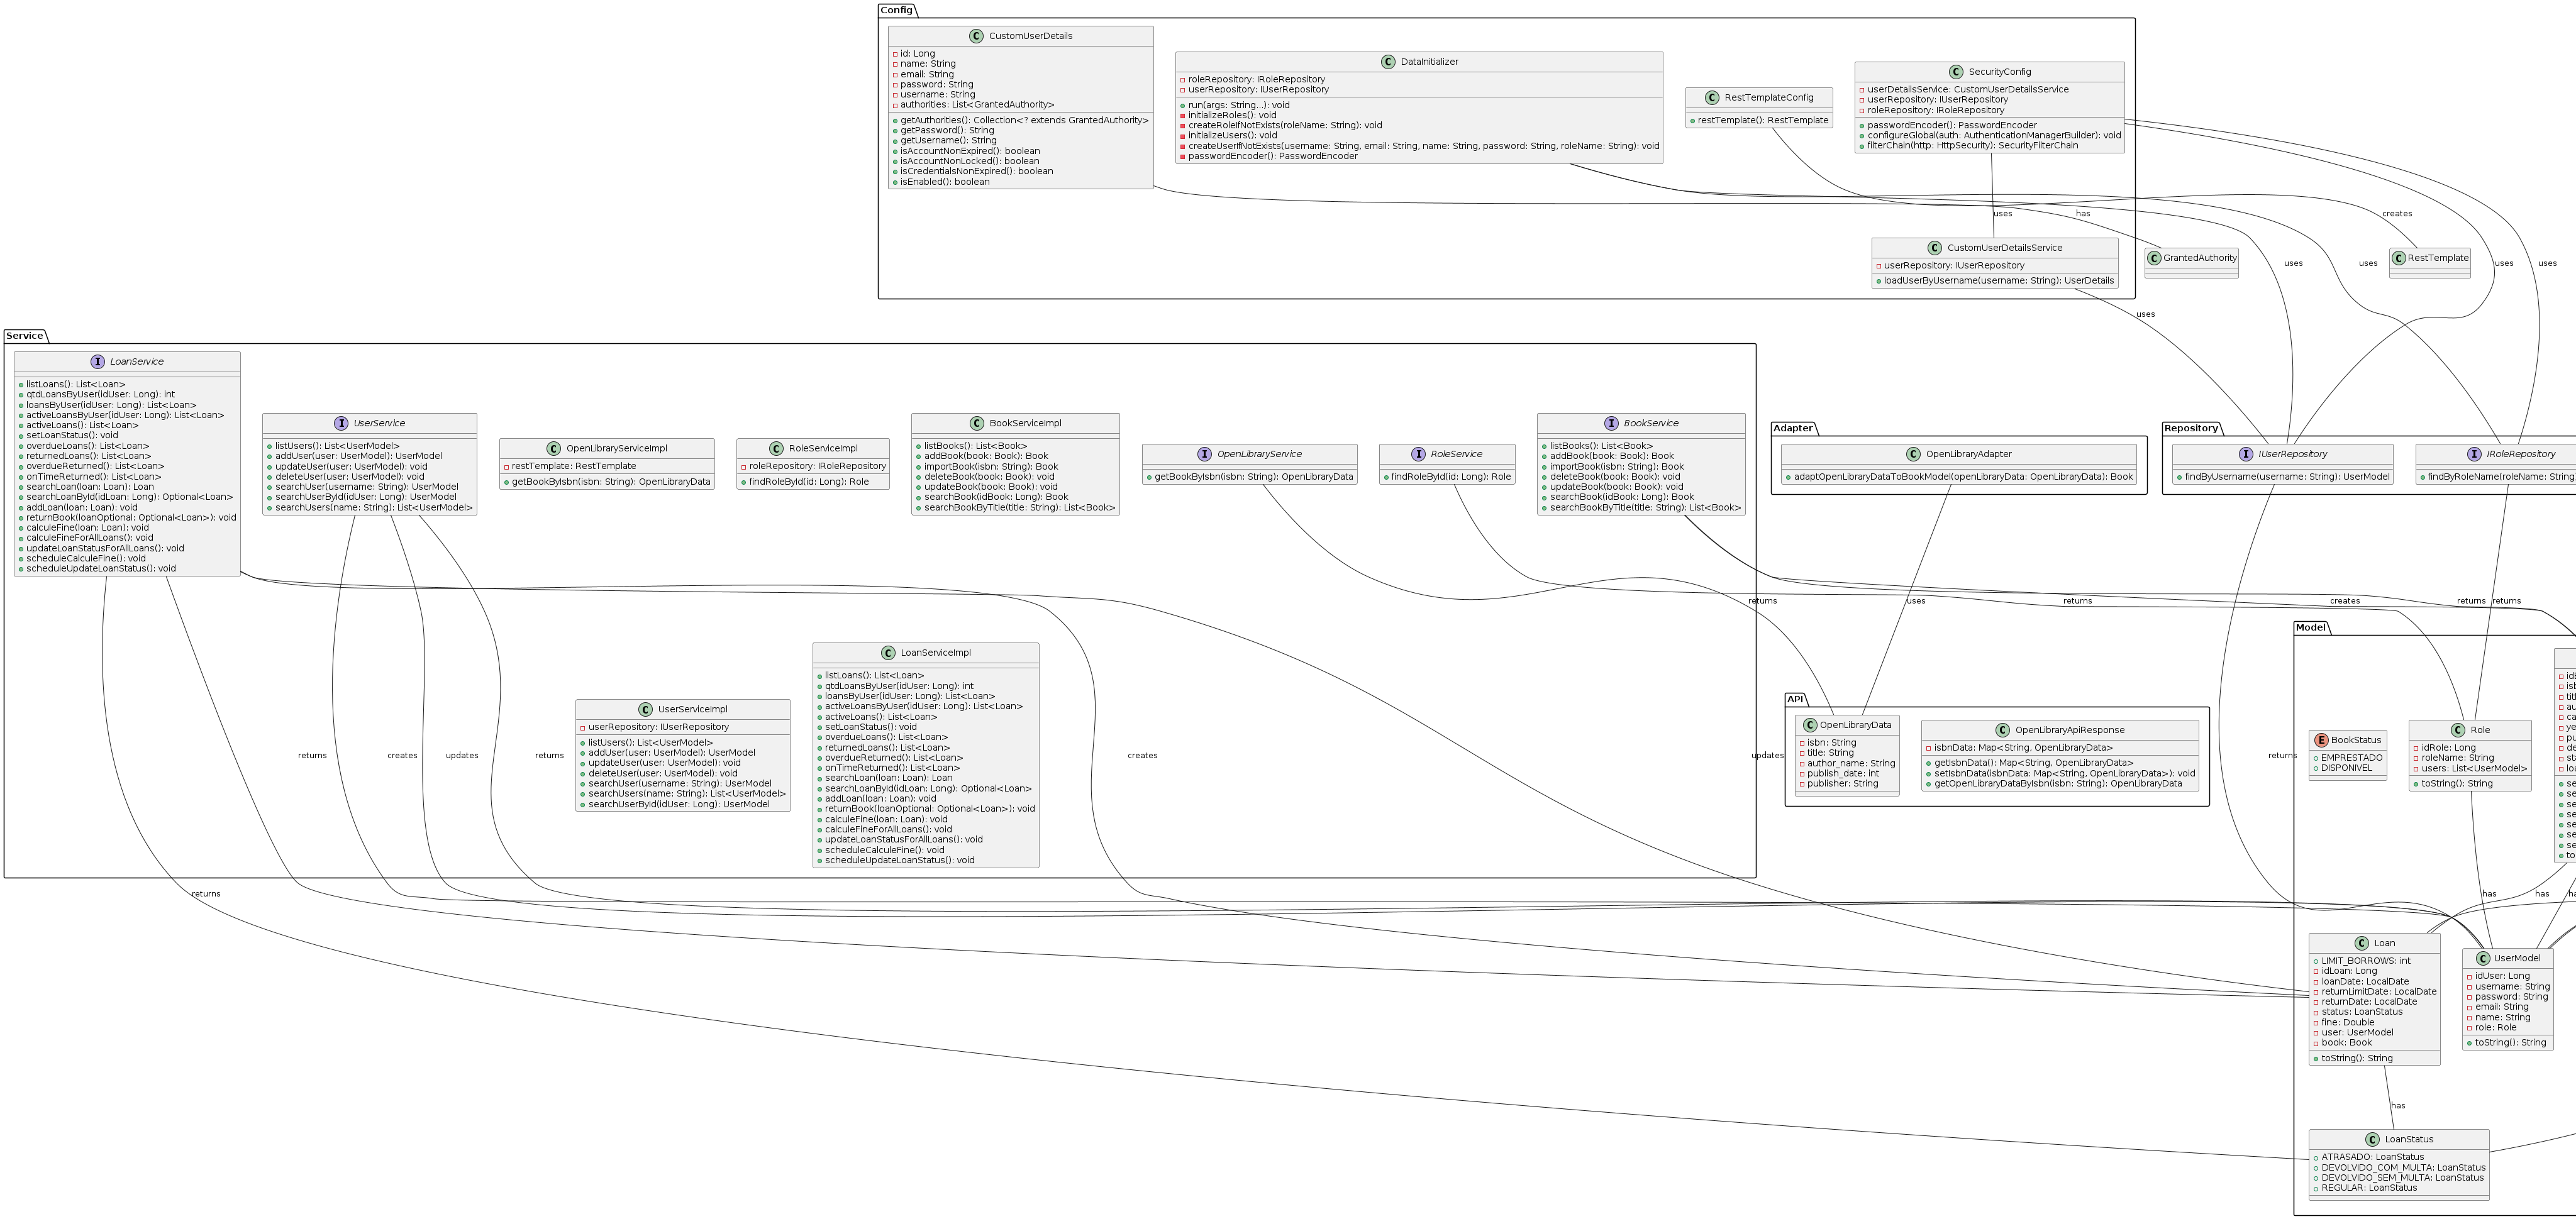 Config
CustomUserDetails
id: Long
name: String
email: String
password: String
username: String
authorities: List<GrantedAuthority>
getAuthorities(): Collection<? extends GrantedAuthority>
getPassword(): String
getUsername(): String
isAccountNonExpired(): boolean
isAccountNonLocked(): boolean
isCredentialsNonExpired(): boolean
isEnabled(): boolean
DataInitializer
roleRepository: IRoleRepository
userRepository: IUserRepository
run(args: String...): void
initializeRoles(): void
createRoleIfNotExists(roleName: String): void
initializeUsers(): void
createUserIfNotExists(username: String, email: String, name: String, password: String, roleName: String): void
passwordEncoder(): PasswordEncoder
RestTemplateConfig
restTemplate(): RestTemplate
SecurityConfig
userDetailsService: CustomUserDetailsService
userRepository: IUserRepository
roleRepository: IRoleRepository
passwordEncoder(): PasswordEncoder
configureGlobal(auth: AuthenticationManagerBuilder): void
filterChain(http: HttpSecurity): SecurityFilterChain
uses
has
creates
CustomUserDetailsService
userRepository: IUserRepository
loadUserByUsername(username: String): UserDetails
GrantedAuthority
RestTemplate
uses
uses
uses
uses
uses
Service
LoanService
listLoans(): List<Loan>
qtdLoansByUser(idUser: Long): int
loansByUser(idUser: Long): List<Loan>
activeLoansByUser(idUser: Long): List<Loan>
activeLoans(): List<Loan>
setLoanStatus(): void
overdueLoans(): List<Loan>
returnedLoans(): List<Loan>
overdueReturned(): List<Loan>
onTimeReturned(): List<Loan>
searchLoan(loan: Loan): Loan
searchLoanById(idLoan: Long): Optional<Loan>
addLoan(loan: Loan): void
returnBook(loanOptional: Optional<Loan>): void
calculeFine(loan: Loan): void
calculeFineForAllLoans(): void
updateLoanStatusForAllLoans(): void
scheduleCalculeFine(): void
scheduleUpdateLoanStatus(): void
UserService
listUsers(): List<UserModel>
addUser(user: UserModel): UserModel
updateUser(user: UserModel): void
deleteUser(user: UserModel): void
searchUser(username: String): UserModel
searchUserById(idUser: Long): UserModel
searchUsers(name: String): List<UserModel>
OpenLibraryServiceImpl
restTemplate: RestTemplate
getBookByIsbn(isbn: String): OpenLibraryData
RoleServiceImpl
roleRepository: IRoleRepository
findRoleById(id: Long): Role
BookServiceImpl
listBooks(): List<Book>
addBook(book: Book): Book
importBook(isbn: String): Book
deleteBook(book: Book): void
updateBook(book: Book): void
searchBook(idBook: Long): Book
searchBookByTitle(title: String): List<Book>
OpenLibraryService
getBookByIsbn(isbn: String): OpenLibraryData
RoleService
findRoleById(id: Long): Role
BookService
listBooks(): List<Book>
addBook(book: Book): Book
importBook(isbn: String): Book
deleteBook(book: Book): void
updateBook(book: Book): void
searchBook(idBook: Long): Book
searchBookByTitle(title: String): List<Book>
Adapter
OpenLibraryAdapter
adaptOpenLibraryDataToBookModel(openLibraryData: OpenLibraryData): Book
Repository
IUserRepository
findByUsername(username: String): UserModel
IRoleRepository
findByRoleName(roleName: String
returns
uses
returns
creates
returns
returns
UserServiceImpl
userRepository: IUserRepository
listUsers(): List<UserModel>
addUser(user: UserModel): UserModel
updateUser(user: UserModel): void
deleteUser(user: UserModel): void
searchUser(username: String): UserModel
searchUsers(name: String): List<UserModel>
searchUserById(idUser: Long): UserModel
LoanServiceImpl
listLoans(): List<Loan>
qtdLoansByUser(idUser: Long): int
loansByUser(idUser: Long): List<Loan>
activeLoansByUser(idUser: Long): List<Loan>
activeLoans(): List<Loan>
setLoanStatus(): void
overdueLoans(): List<Loan>
returnedLoans(): List<Loan>
overdueReturned(): List<Loan>
onTimeReturned(): List<Loan>
searchLoan(loan: Loan): Loan
searchLoanById(idLoan: Long): Optional<Loan>
addLoan(loan: Loan): void
returnBook(loanOptional: Optional<Loan>): void
calculeFine(loan: Loan): void
calculeFineForAllLoans(): void
updateLoanStatusForAllLoans(): void
scheduleCalculeFine(): void
scheduleUpdateLoanStatus(): void
returns
creates
updates
returns
creates
updates
returns
API
OpenLibraryData
isbn: String
title: String
author_name: String
publish_date: int
publisher: String
OpenLibraryApiResponse
isbnData: Map<String, OpenLibraryData>
getIsbnData(): Map<String, OpenLibraryData>
setIsbnData(isbnData: Map<String, OpenLibraryData>): void
getOpenLibraryDataByIsbn(isbn: String): OpenLibraryData
Model
BookStatus
EMPRESTADO
DISPONIVEL
Role
idRole: Long
roleName: String
users: List<UserModel>
toString(): String
returns
has
has
Loan
LIMIT_BORROWS: int
idLoan: Long
loanDate: LocalDate
returnLimitDate: LocalDate
returnDate: LocalDate
status: LoanStatus
fine: Double
user: UserModel
book: Book
toString(): String
UserModel
idUser: Long
username: String
password: String
email: String
name: String
role: Role
toString(): String
has
LoanStatus
ATRASADO: LoanStatus
DEVOLVIDO_COM_MULTA: LoanStatus
DEVOLVIDO_SEM_MULTA: LoanStatus
REGULAR: LoanStatus